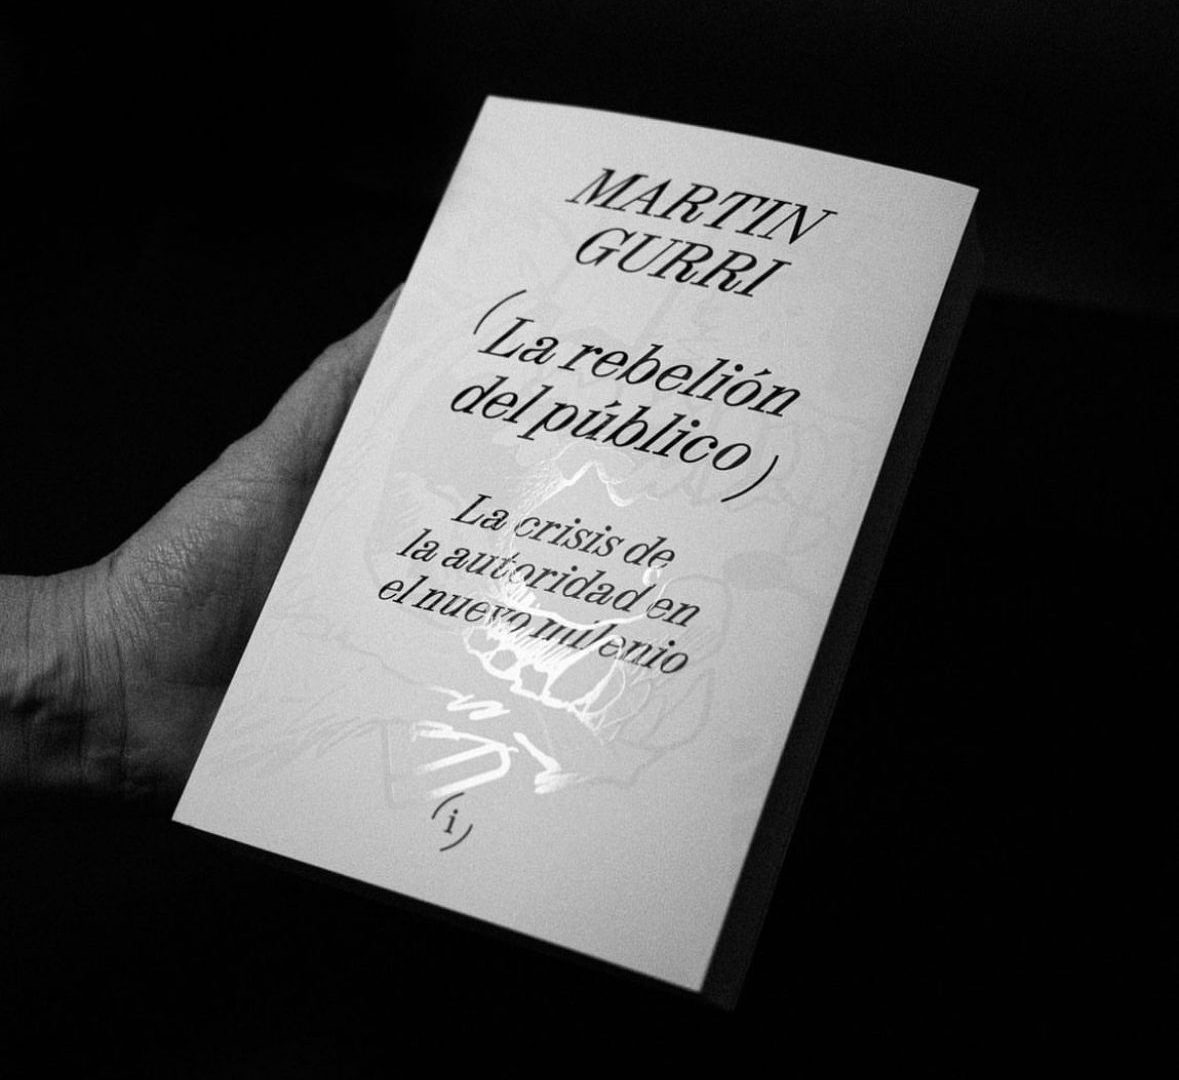 MARTIN
GURRI
(La rebelión
del público)
La crisis de
la autoridad en
el nuevo milenio
(i)